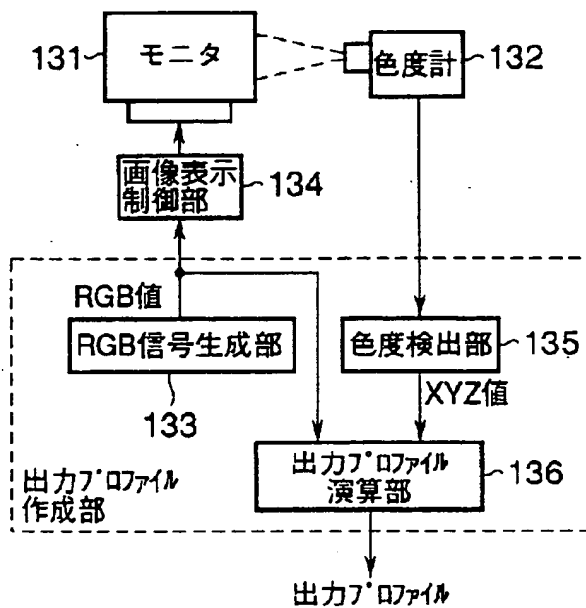 131
モニタ
色度計
132
画像表示
制御部
134
RGB値
RGB信号生成部
133
色度検出部
135
XYZ値
出力プロファイル
演算部
136
出力プロファイル
作成部
出力プロファイル